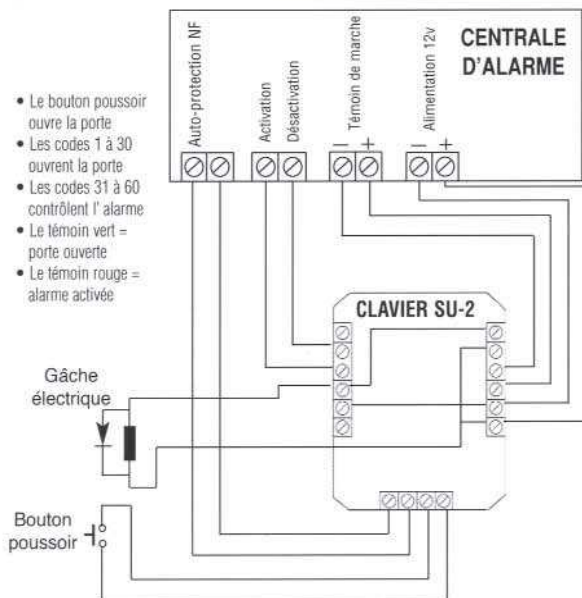 CENTRALE
D'ALARME
Auto-protection NF
Activation
Désactivation
– Témoin de marche +
– Alimentation 12v +
• Le bouton poussoir
ouvre la porte
• Les codes 1 à 30
ouvrent la porte
• Les codes 31 à 60
contrôlent l' alarme
• Le témoin vert =
porte ouverte
• Le témoin rouge =
alarme activée
CLAVIER SU-2
Gâche
électrique
Bouton
poussoir